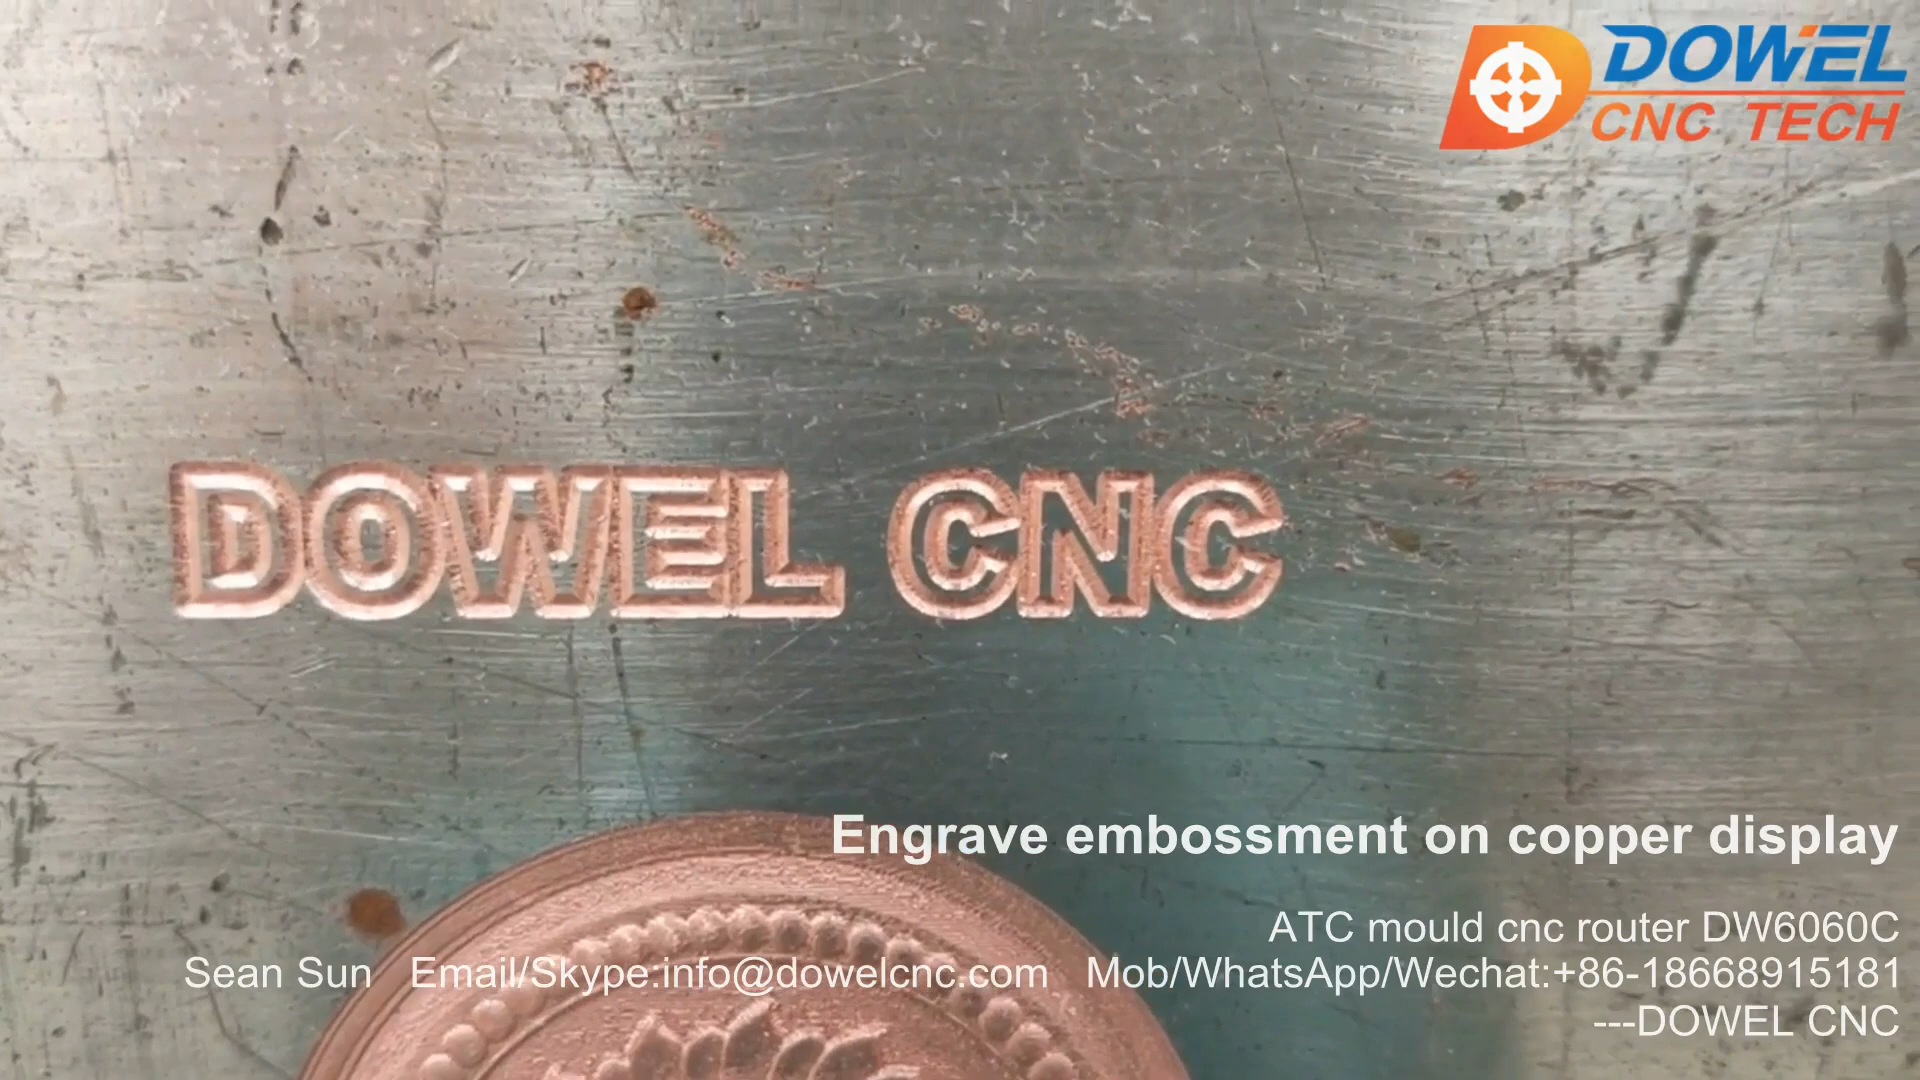 DOWEL
CNC TECH
DOWEL CNC
Engrave embossment on copper display
ATC mould cnc router DW6060C
Sean Sun Email/Skype:info@dowelcnc.com Mob/WhatsApp/Wechat:+86-18668915181
---DOWEL CNC